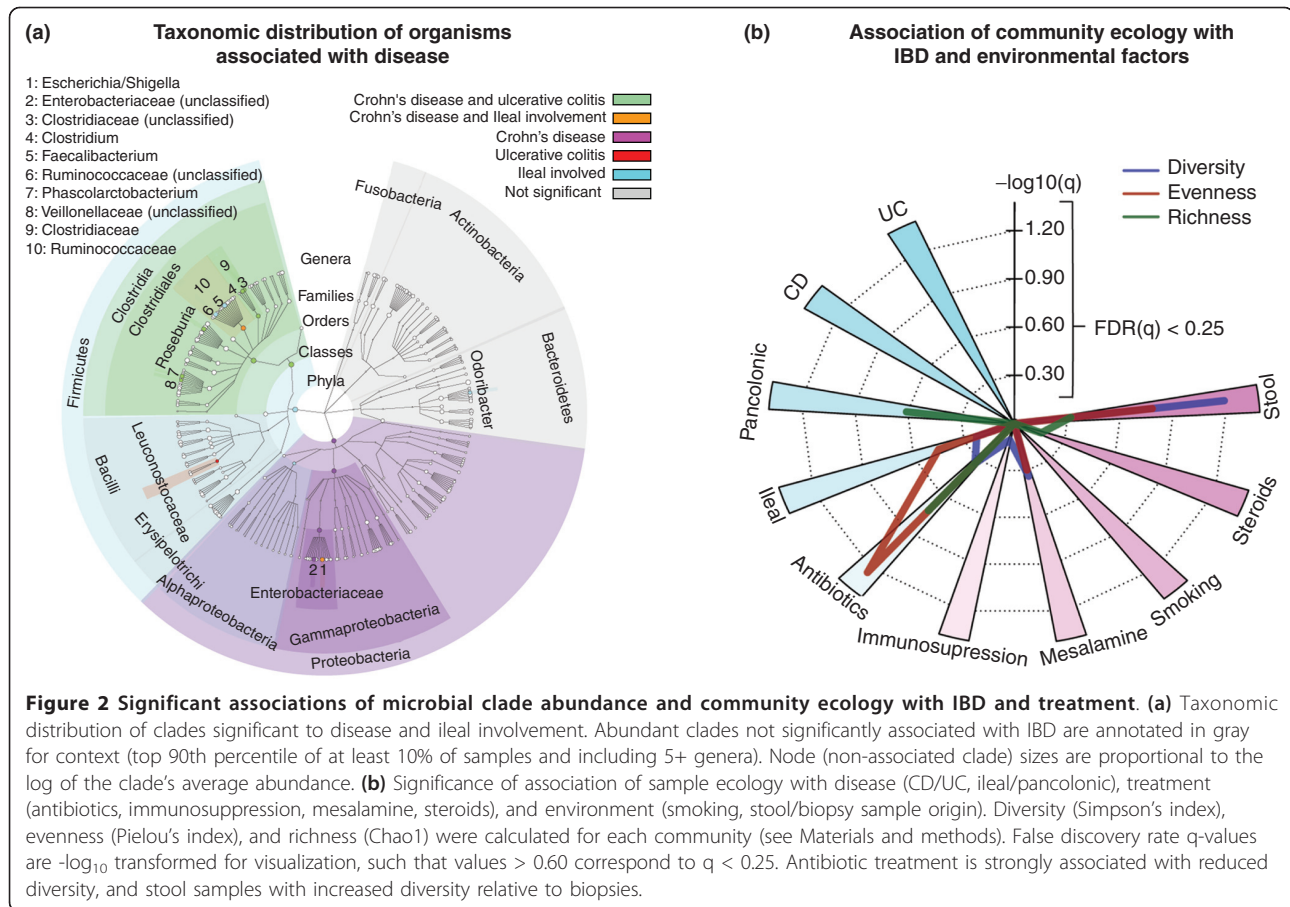 (a)
Taxonomic distribution of organisms
associated with disease
1: Escherichia/Shigella
2: Enterobacteriaceae (unclassified)
3: Clostridiaceae (unclassified)
4: Clostridium
5: Faecalibacterium
6: Ruminococcaceae (unclassified)
7: Phascolarctobacterium
8: Veillonellaceae (unclassified)
9: Clostridiaceae
10: Ruminococcaceae
Crohn's disease and ulcerative colitis
Crohn's disease and Ileal involvement
Crohn's disease
Ulcerative colitis
Ileal involved
Not significant
Fusobacteria
Actinobacteria
Bacteroidetes
Odoribacter
Genera
Families
Orders
Classes
Phyla
Firmicutes
Clostridia
Clostridiales
Roseburia
10
9
8 7
6 5 4 3
Bacilli
Leuconostocaceae
Erysipelotrichi
Alphaproteobacteria
2 1
Enterobacteriaceae
Gammaproteobacteria
Proteobacteria
(b)
Association of community ecology with
IBD and environmental factors
–log10(q)
1.20
0.90
0.60
0.30
FDR(q) < 0.25
Diversity
Evenness
Richness
UC
CD
Pancolonic
Ileal
Antibiotics
Immunosupression
Mesalamine
Smoking
Steroids
Stool
Figure 2 Significant associations of microbial clade abundance and community ecology with IBD and treatment. (a) Taxonomic
distribution of clades significant to disease and ileal involvement. Abundant clades not significantly associated with IBD are annotated in gray
for context (top 90th percentile of at least 10% of samples and including 5+ genera). Node (non-associated clade) sizes are proportional to the
log of the clade's average abundance. (b) Significance of association of sample ecology with disease (CD/UC, ileal/pancolonic), treatment
(antibiotics, immunosuppression, mesalamine, steroids), and environment (smoking, stool/biopsy sample origin). Diversity (Simpson's index),
evenness (Pielou's index), and richness (Chao1) were calculated for each community (see Materials and methods). False discovery rate q-values
are -log10 transformed for visualization, such that values > 0.60 correspond to q < 0.25. Antibiotic treatment is strongly associated with reduced
diversity, and stool samples with increased diversity relative to biopsies.